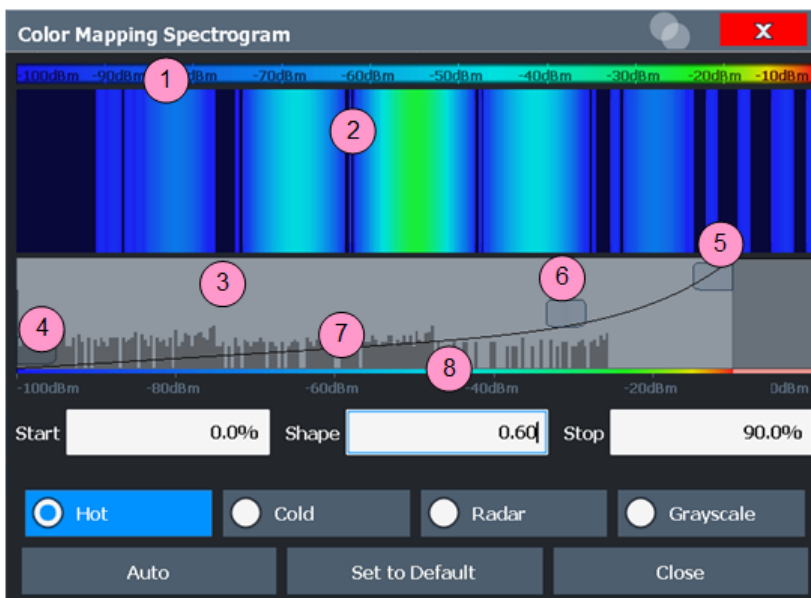 Color Mapping Spectrogram x
-100dBm -90dBm -70dBm -60dBm -50dBm -40dBm -30dBm -20dBm -10dBm
1
2
3
4
5
6
7
8
-100dBm -80dBm -60dBm -40dBm -20dBm 0dBm
Start 0.0% Shape 0.60 Stop 90.0%
Hot Cold Radar Grayscale
Auto Set to Default Close